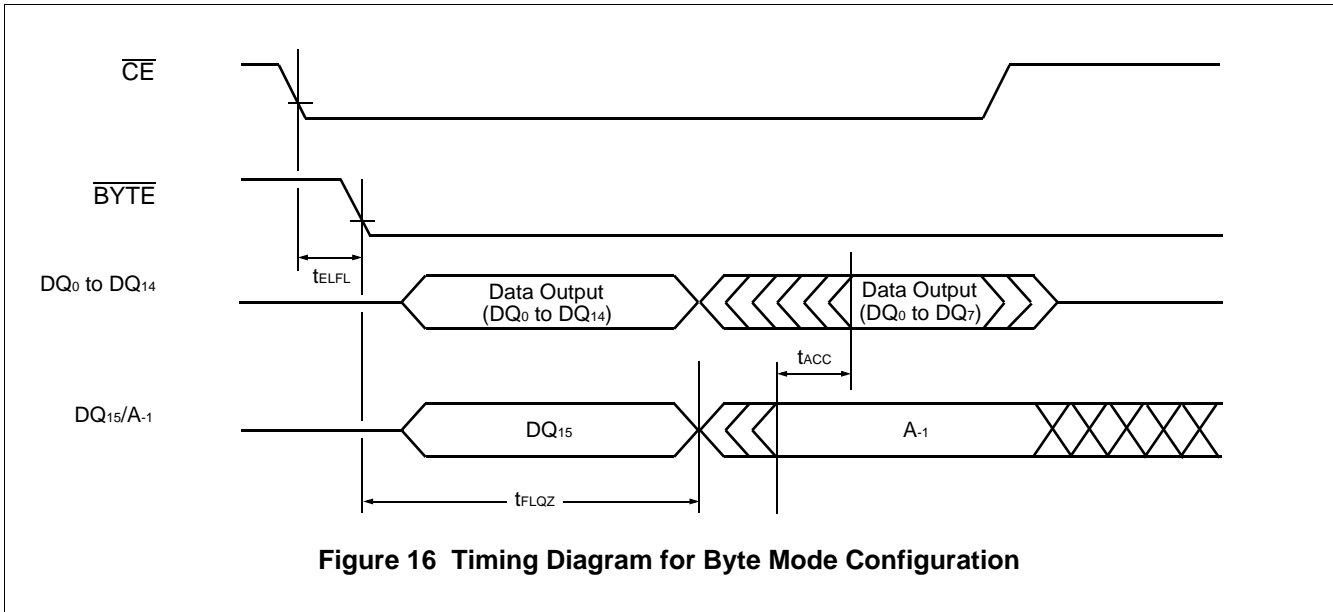 CE
BYTE
tELFL
DQ0 to DQ14
Data Output
(DQ0 to DQ14)
Data Output
(DQ0 to DQ7)
tACC
DQ15/A-1
DQ15
A-1
tFLQZ
Figure 16 Timing Diagram for Byte Mode Configuration